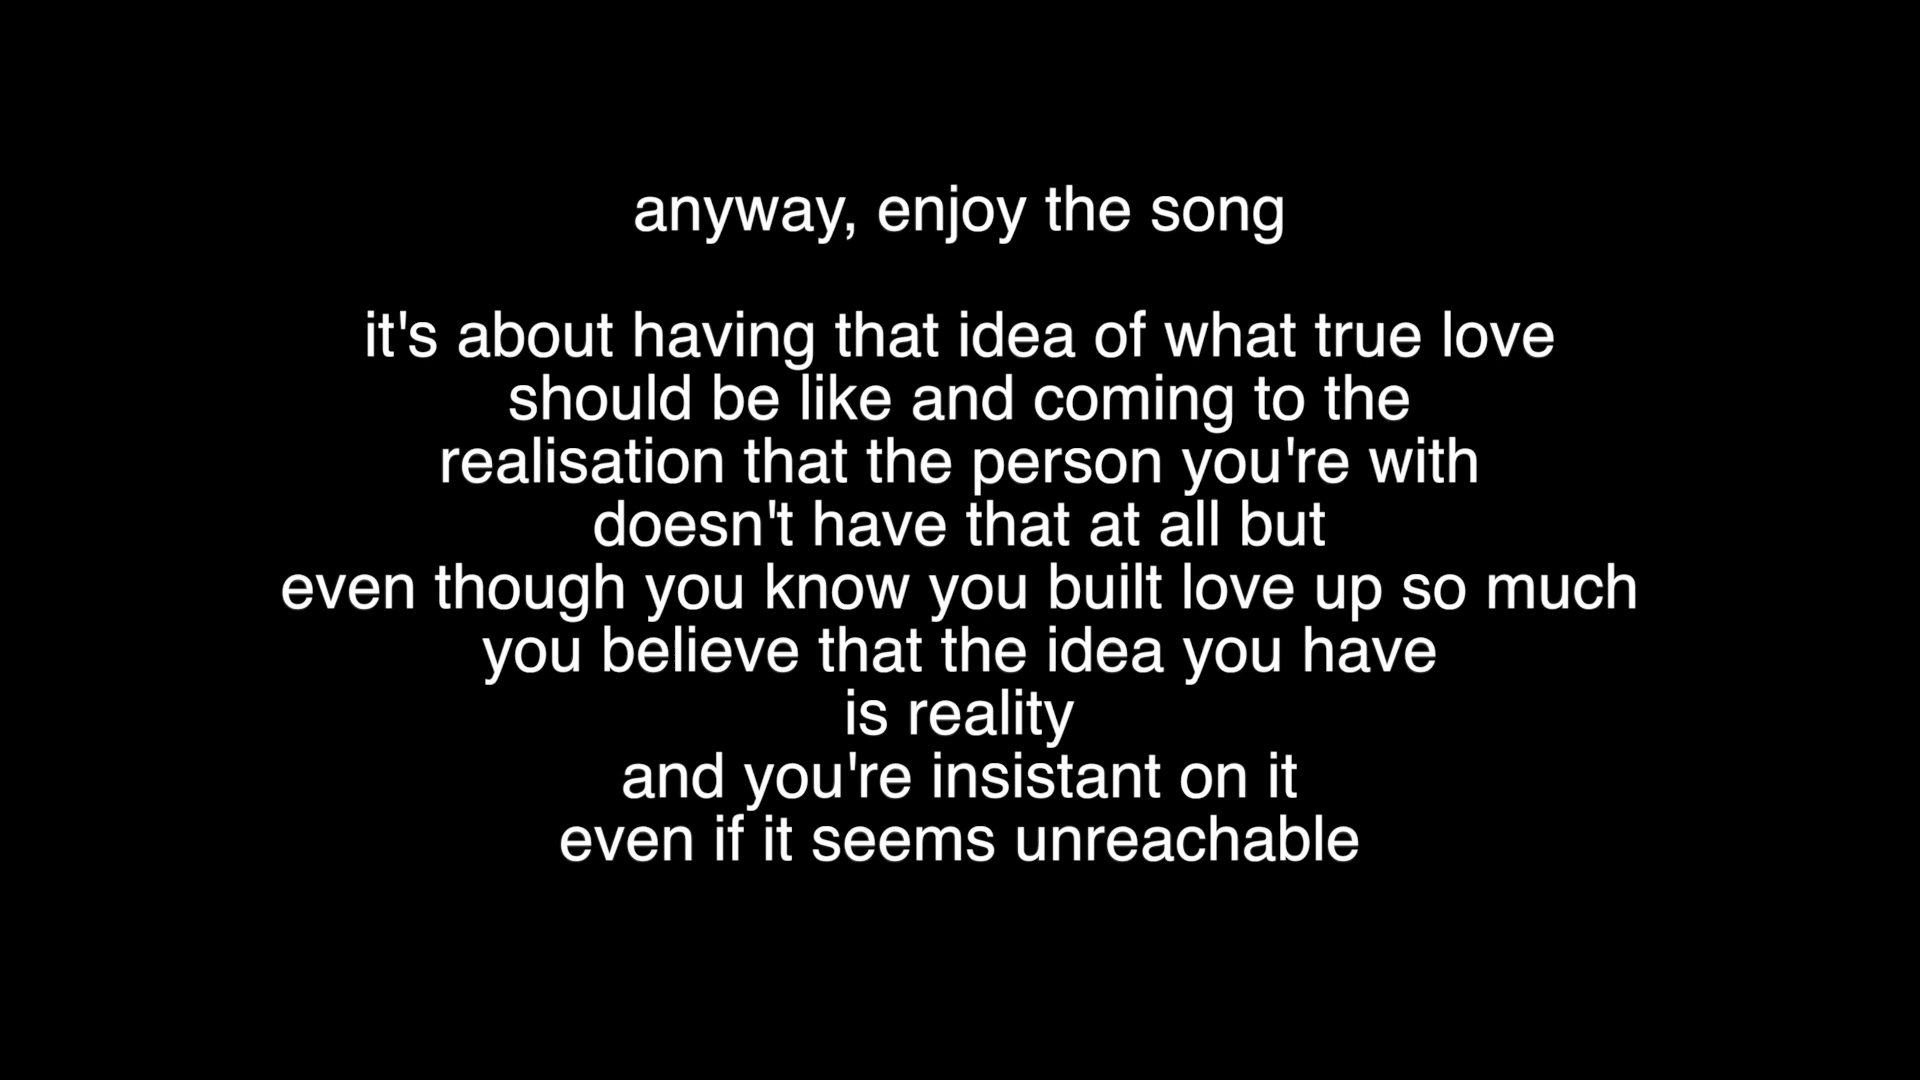 anyway, enjoy the song
it's about having that idea of what true love
should be like and coming to the
realisation that the person you're with
doesn't have that at all but
even though you know you built love up so much
you believe that the idea you have
is reality
and you're insistant on it
even if it seems unreachable